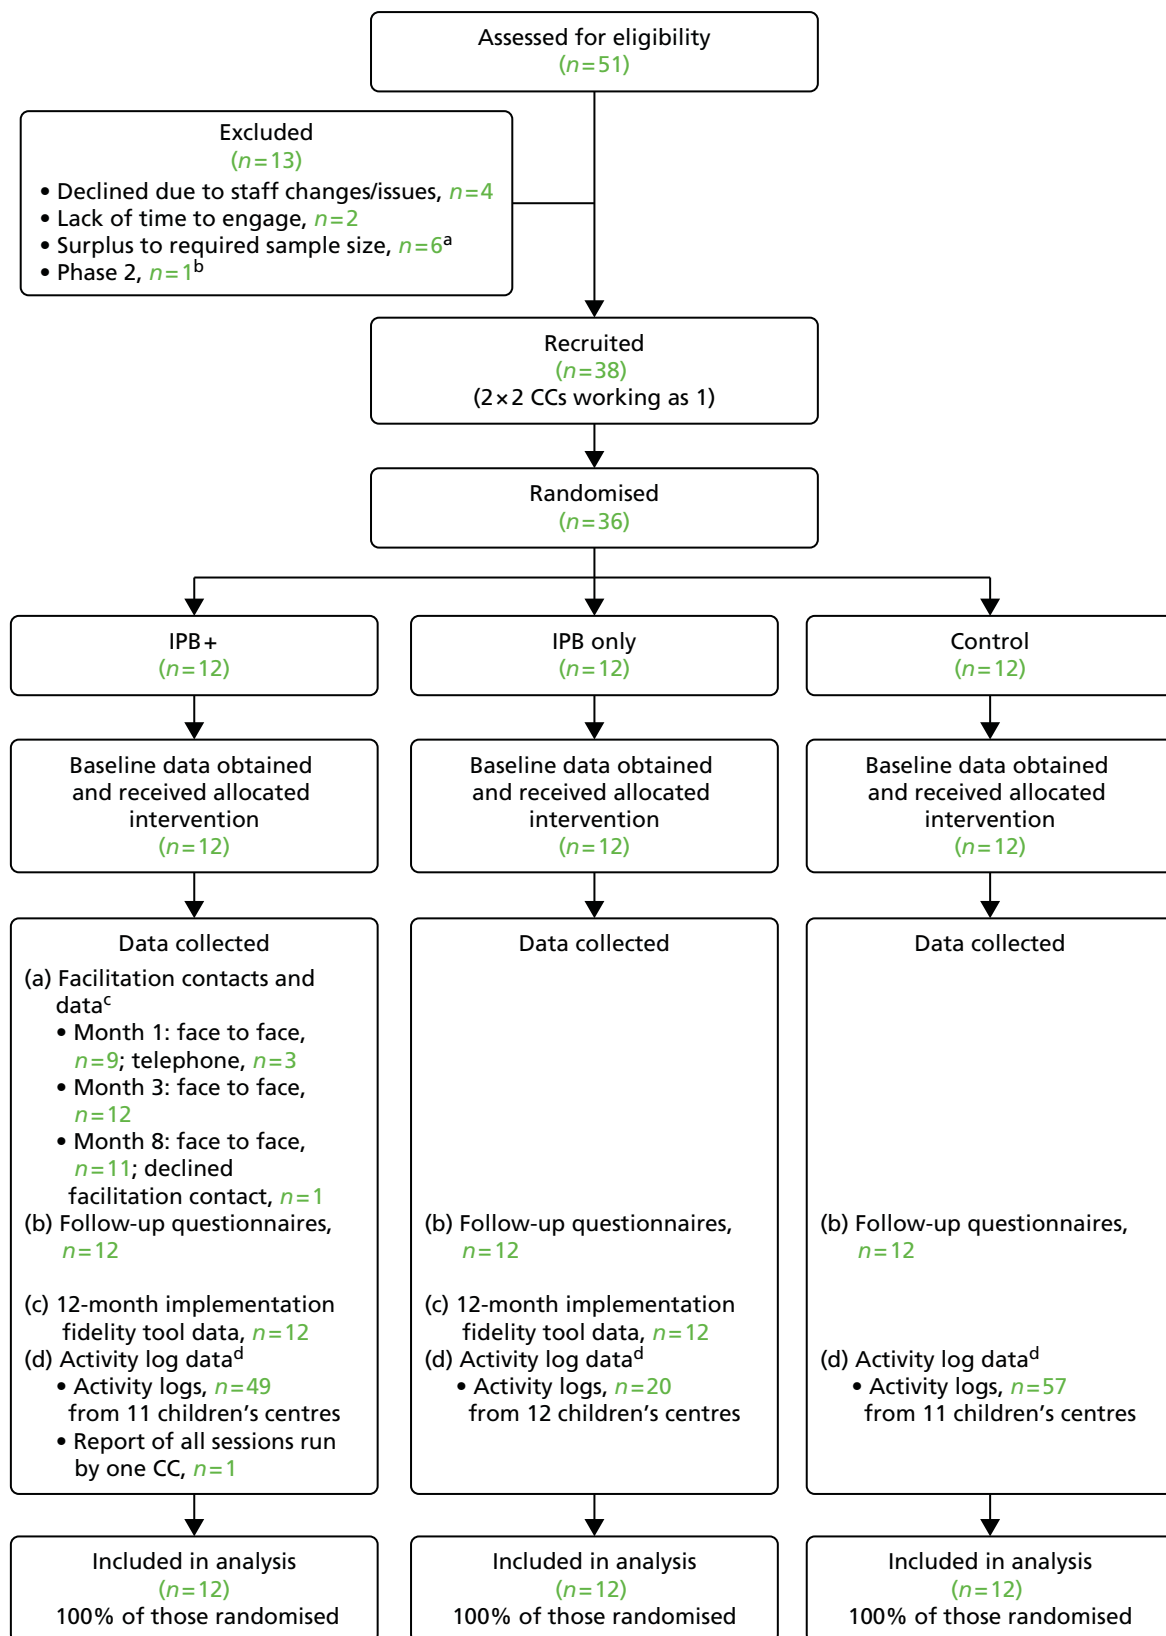 Assessed for eligibility
(n=51)
Excluded
(n=13)
• Declined due to staff changes/issues, n=4
• Lack of time to engage, n=2
• Surplus to required sample size, n=6a
• Phase 2, n=1b
Recruited
(n=38)
(2×2 CCs working as 1)
Randomised
(n=36)
IPB+
(n=12)
IPB only
(n=12)
Control
(n=12)
Baseline data obtained
and received allocated
intervention
(n=12)
Baseline data obtained
and received allocated
intervention
(n=12)
Baseline data obtained
and received allocated
intervention
(n=12)
Data collected
(a) Facilitation contacts and
datac
• Month 1: face to face,
n=9; telephone, n=3
• Month 3: face to face,
n=12
• Month 8: face to face,
n=11; declined
facilitation contact, n=1
(b) Follow-up questionnaires,
n=12
(c) 12-month implementation
fidelity tool data, n=12
(d) Activity log datad
• Activity logs, n=49
from 11 children's centres
• Report of all sessions run
by one CC, n=1
Data collected
(b) Follow-up questionnaires,
n=12
(c) 12-month implementation
fidelity tool data, n=12
(d) Activity log datad
• Activity logs, n=20
from 12 children's centres
Data collected
(b) Follow-up questionnaires,
n=12
(d) Activity log datad
• Activity logs, n=57
from 11 children's centres
Included in analysis
(n=12)
100% of those randomised
Included in analysis
(n=12)
100% of those randomised
Included in analysis
(n=12)
100% of those randomised